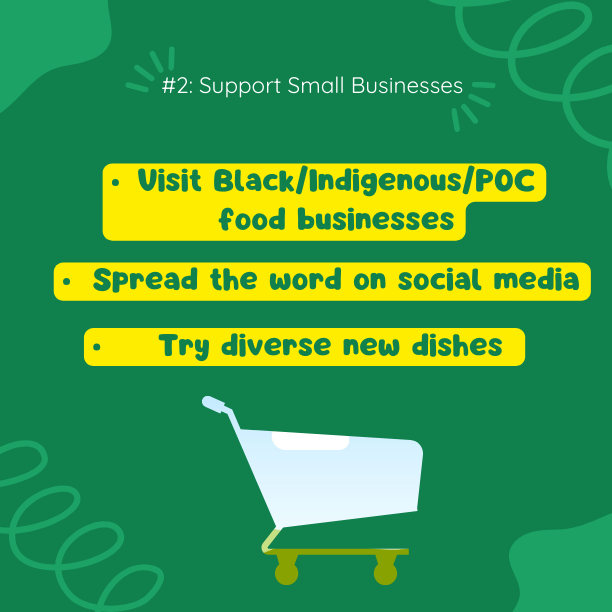 #2: Support Small Businesses
• Visit Black/Indigenous/POC
food businesses
• Spread the word on social media
• Try diverse new dishes